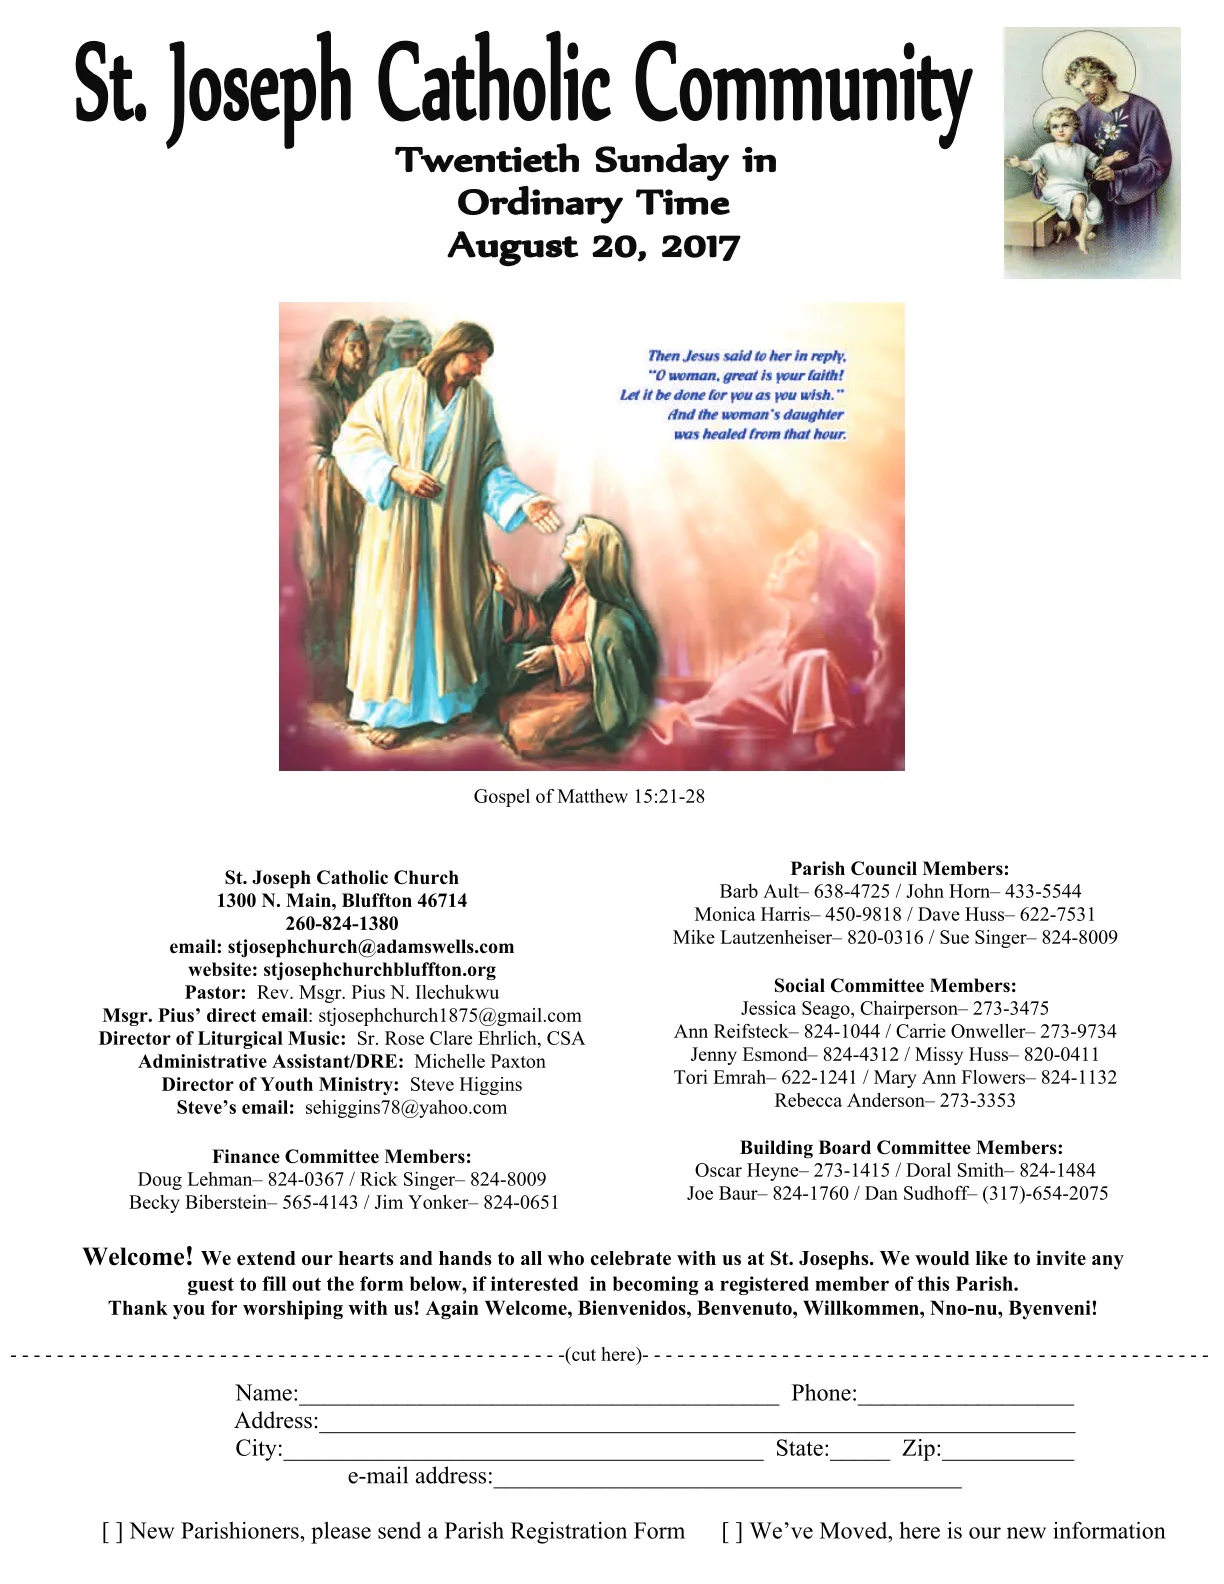 St. Joseph Catholic Community
Twentieth Sunday in
Ordinary Time
August 20, 2017
Then Jesus said to her in reply,
“O woman, great is your faith!
Let it be done for you as you wish.”
And the woman's daughter
was healed from that hour.
Gospel of Matthew 15:21-28
St. Joseph Catholic Church
1300 N. Main, Bluffton 46714
260-824-1380
email: stjosephchurch@adamswells.com
website: stjosephchurchbluffton.org
Pastor: Rev. Msgr. Pius N. Ilechukwu
Msgr. Pius’ direct email: stjosephchurch1875@gmail.com
Director of Liturgical Music: Sr. Rose Clare Ehrlich, CSA
Administrative Assistant/DRE: Michelle Paxton
Director of Youth Ministry: Steve Higgins
Steve’s email: sehiggins78@yahoo.com
Finance Committee Members:
Doug Lehman– 824-0367 / Rick Singer– 824-8009
Becky Biberstein– 565-4143 / Jim Yonker– 824-0651
Parish Council Members:
Barb Ault– 638-4725 / John Horn– 433-5544
Monica Harris– 450-9818 / Dave Huss– 622-7531
Mike Lautzenheiser– 820-0316 / Sue Singer– 824-8009
Social Committee Members:
Jessica Seago, Chairperson– 273-3475
Ann Reifsteck– 824-1044 / Carrie Onweller– 273-9734
Jenny Esmond– 824-4312 / Missy Huss– 820-0411
Tori Emrah– 622-1241 / Mary Ann Flowers– 824-1132
Rebecca Anderson– 273-3353
Building Board Committee Members:
Oscar Heyne– 273-1415 / Doral Smith– 824-1484
Joe Baur– 824-1760 / Dan Sudhoff– (317)-654-2075
Welcome! We extend our hearts and hands to all who celebrate with us at St. Josephs. We would like to invite any
guest to fill out the form below, if interested in becoming a registered member of this Parish.
Thank you for worshiping with us! Again Welcome, Bienvenidos, Benvenuto, Willkommen, Nno-nu, Byenveni!
- - - - - - - - - - - - - - - - - - - - - - - - - - - - - - - - - - - - - - - - - - - - - - - -(cut here)- - - - - - - - - - - - - - - - - - - - - - - - - - - - - - - - - - - - - - - - - - - - - - - -
Name:________________________________________ Phone:__________________
Address:_______________________________________________________________
City:________________________________________ State:_____ Zip:___________
e-mail address:_______________________________________
[ ] New Parishioners, please send a Parish Registration Form [ ] We’ve Moved, here is our new information